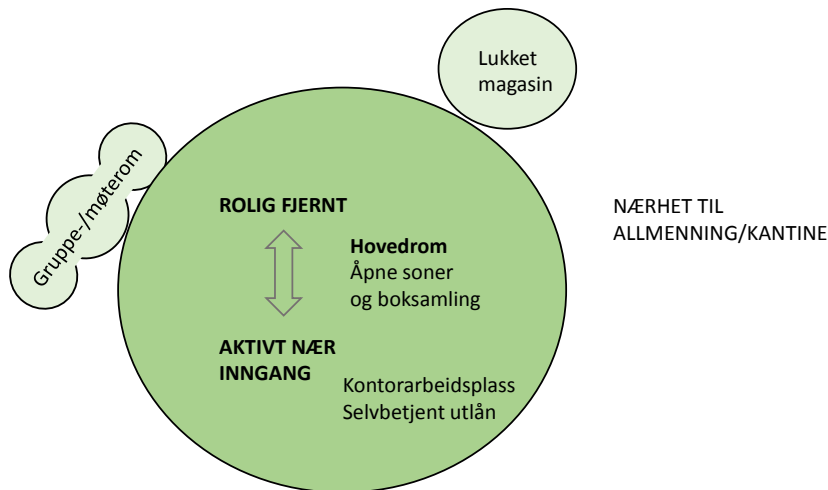 Lukket
magasin
Gruppe-/møterom
ROLIG FJERNT
Hovedrom
Åpne soner
og boksamling
AKTIVT NÆR
INNGANG
Kontorarbeidsplass
Selvbetjent utlån
NÆRHET TIL
ALLMENNING/KANTINE